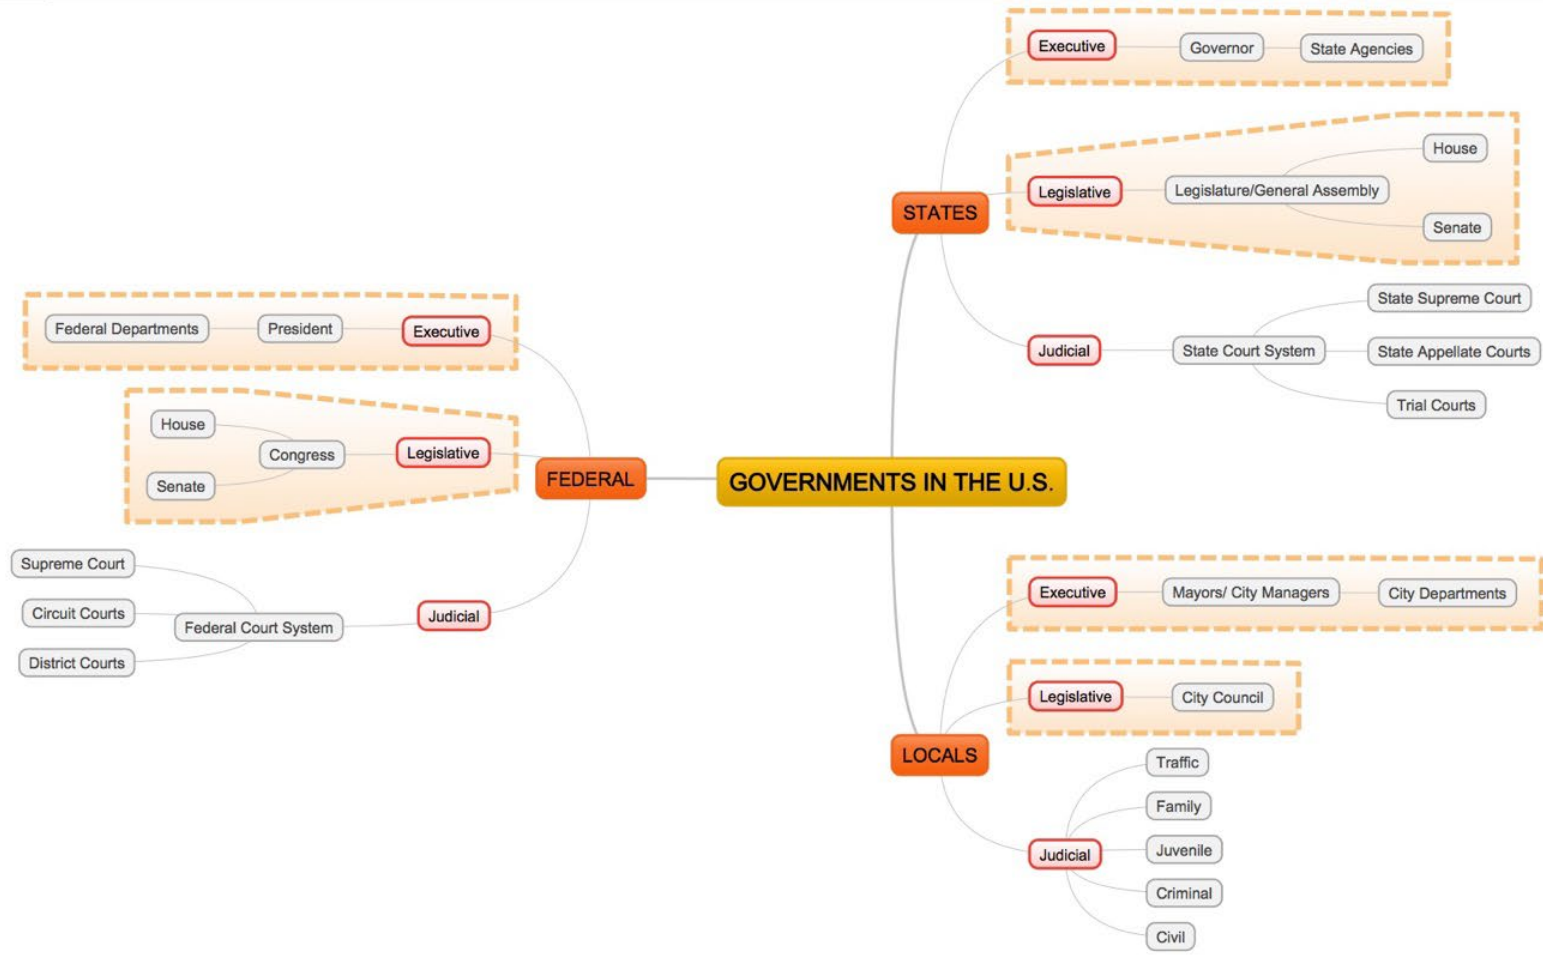 GOVERNMENTS IN THE U.S.
FEDERAL
Executive
President
Federal Departments
Legislative
Congress
House
Senate
Judicial
Federal Court System
Supreme Court
Circuit Courts
District Courts
STATES
Executive
Governor
State Agencies
Legislative
Legislature/General Assembly
House
Senate
Judicial
State Court System
State Supreme Court
State Appellate Courts
Trial Courts
LOCALS
Executive
Mayors/ City Managers
City Departments
Legislative
City Council
Judicial
Traffic
Family
Juvenile
Criminal
Civil